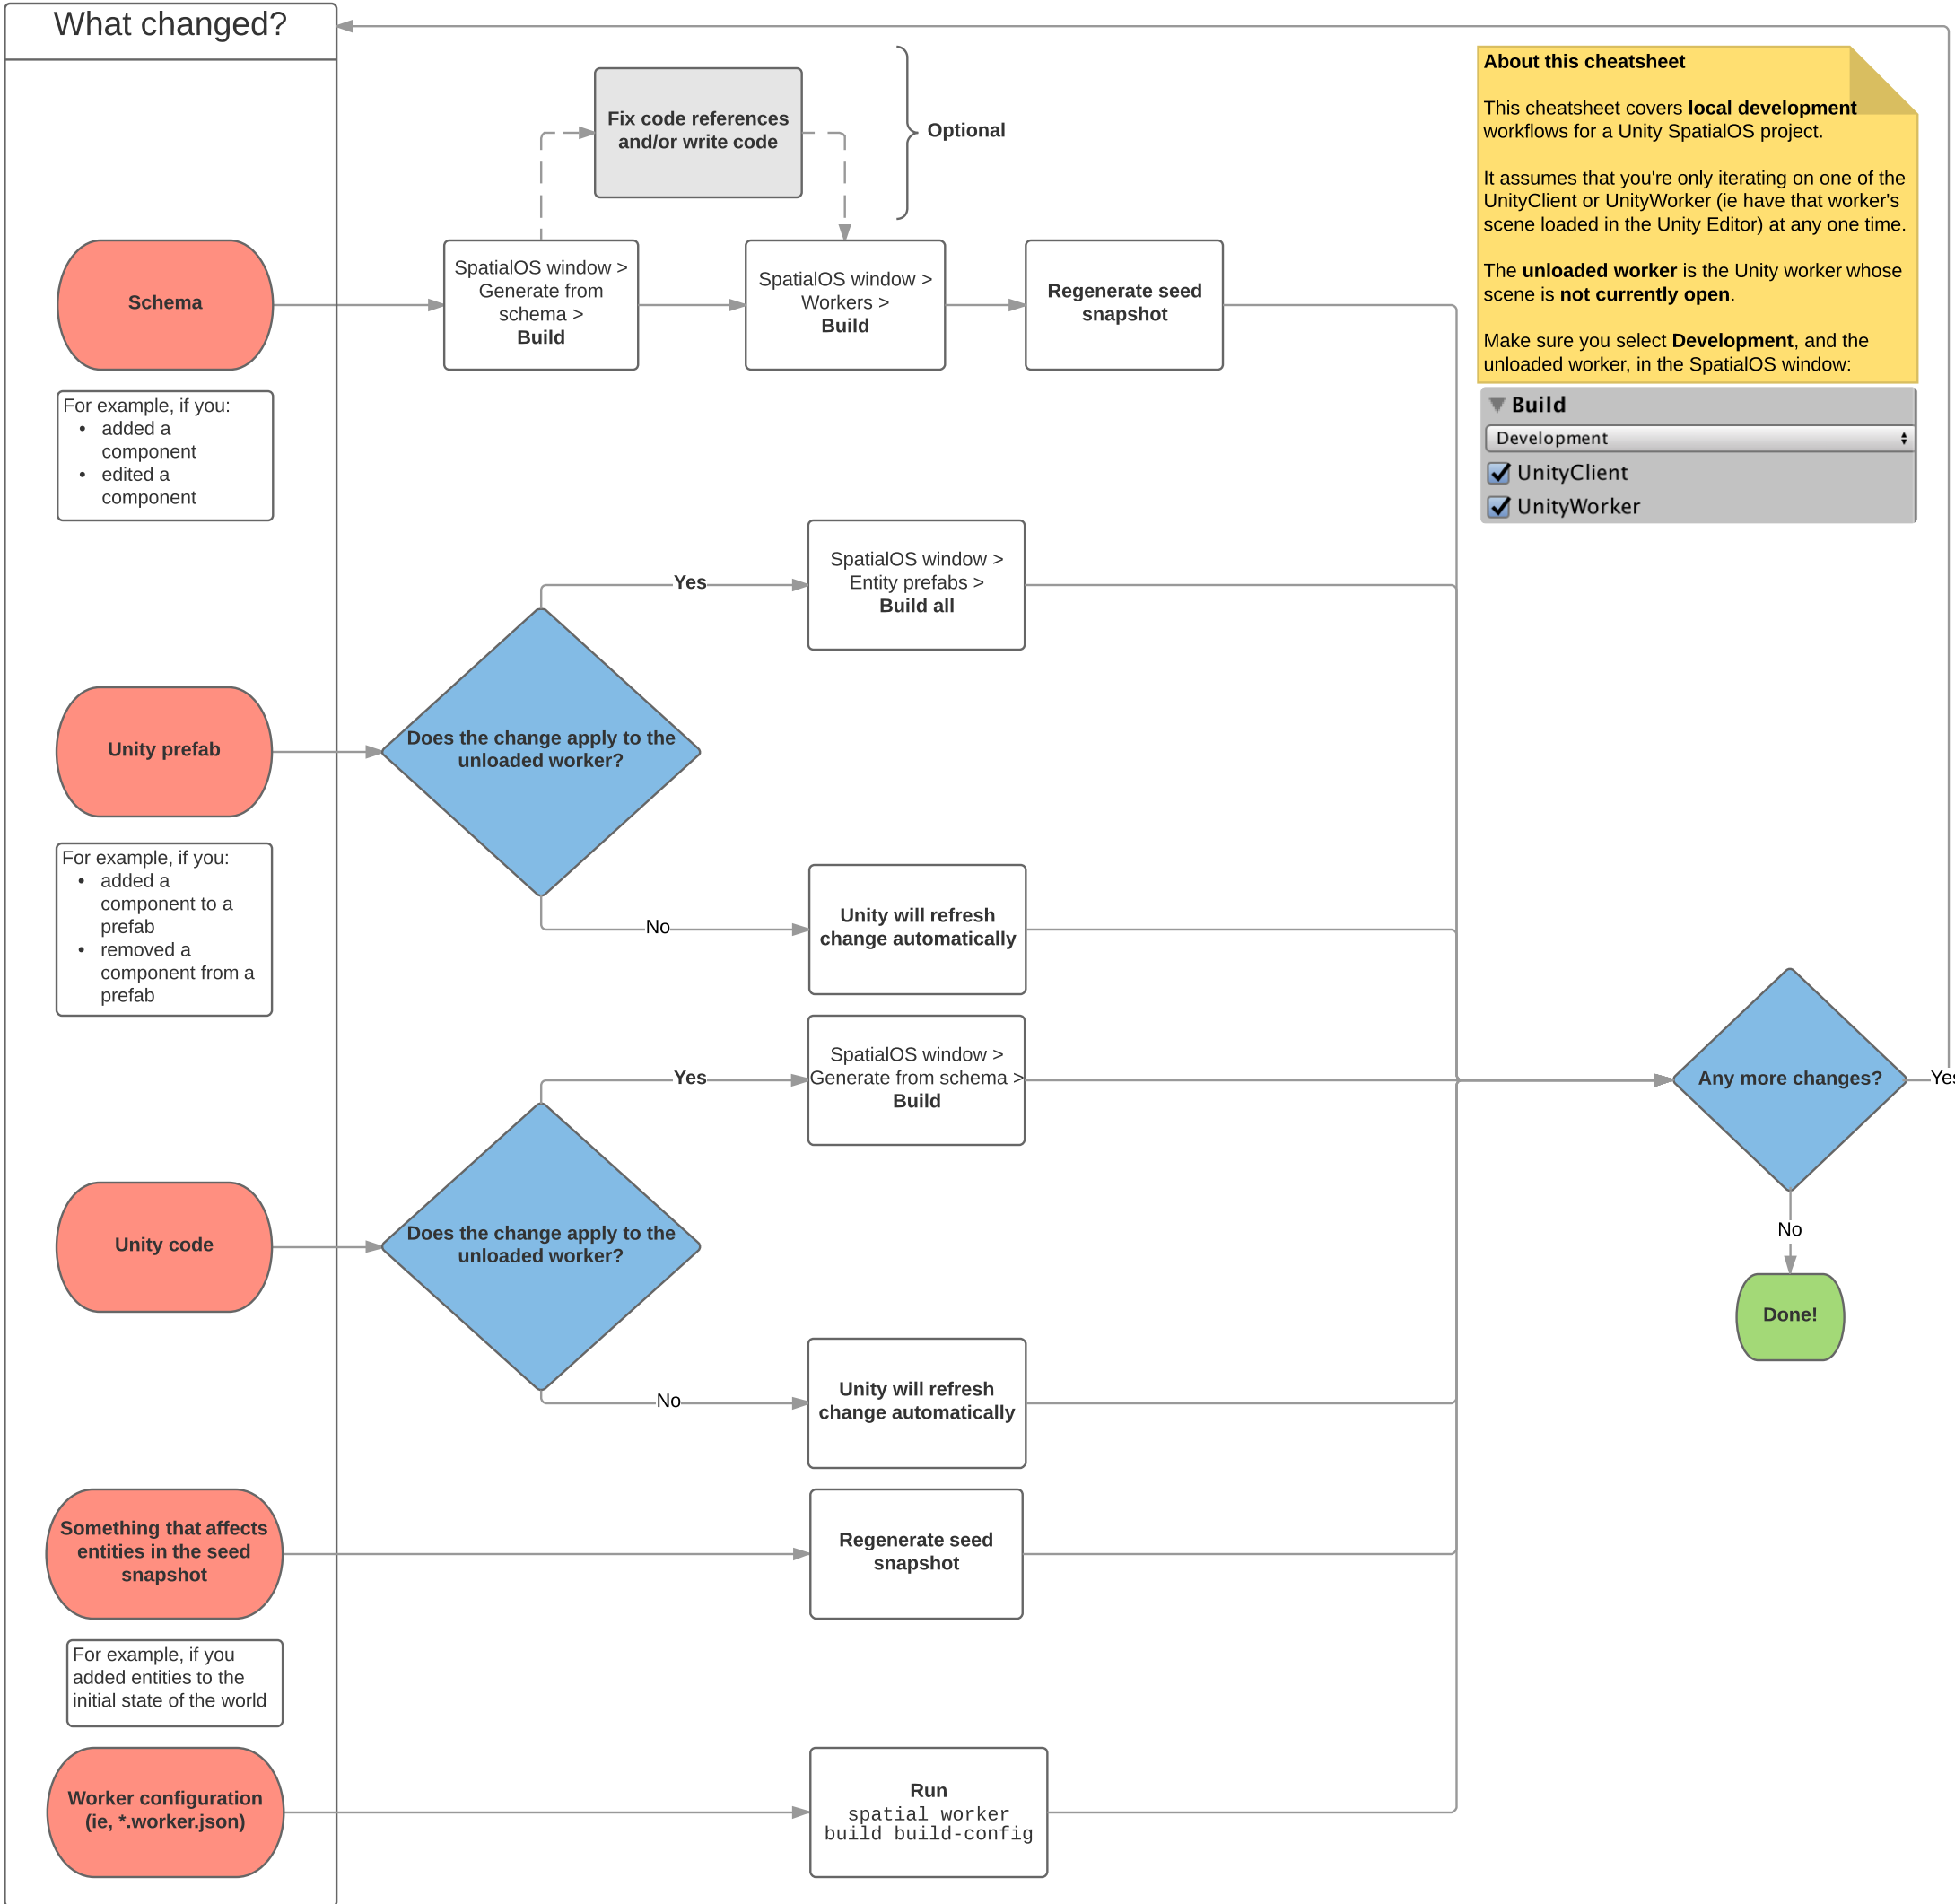 What changed?
Fix code references
and/or write code
Optional
About this cheatsheet
This cheatsheet covers local development
workflows for a Unity SpatialOS project.
It assumes that you're only iterating on one of the
UnityClient or UnityWorker (ie have that worker's
scene loaded in the Unity Editor) at any one time.
The unloaded worker is the Unity worker whose
scene is not currently open.
Make sure you select Development, and the
unloaded worker, in the SpatialOS window:
Build
Development
UnityClient
UnityWorker
Schema
SpatialOS window >
Generate from
schema >
Build
SpatialOS window >
Workers >
Build
Regenerate seed
snapshot
For example, if you:
• added a
component
• edited a
component
Unity prefab
Does the change apply to the
unloaded worker?
Yes
SpatialOS window >
Entity prefabs >
Build all
No
Unity will refresh
change automatically
For example, if you:
• added a
component to a
prefab
• removed a
component from a
prefab
Unity code
Does the change apply to the
unloaded worker?
Yes
SpatialOS window >
Generate from schema >
Build
No
Unity will refresh
change automatically
Any more changes?
Yes
No
Done!
Something that affects
entities in the seed
snapshot
Regenerate seed
snapshot
For example, if you
added entities to the
initial state of the world
Worker configuration
(ie, *.worker.json)
Run
spatial worker
build build-config